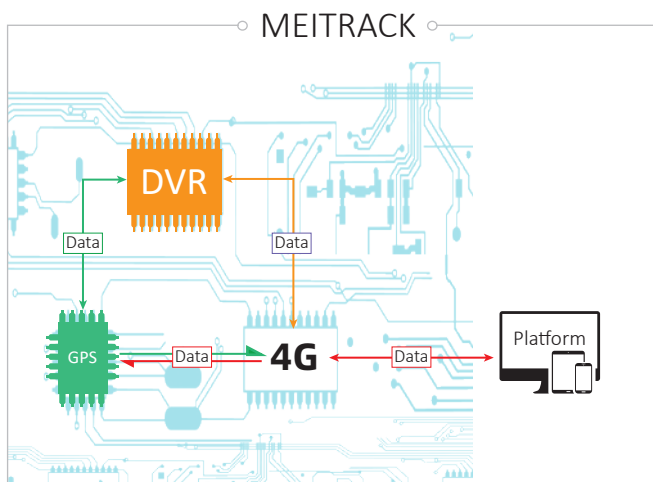 MEITRACK
DVR
Data
Data
Platform
GPS
Data
4G
Data